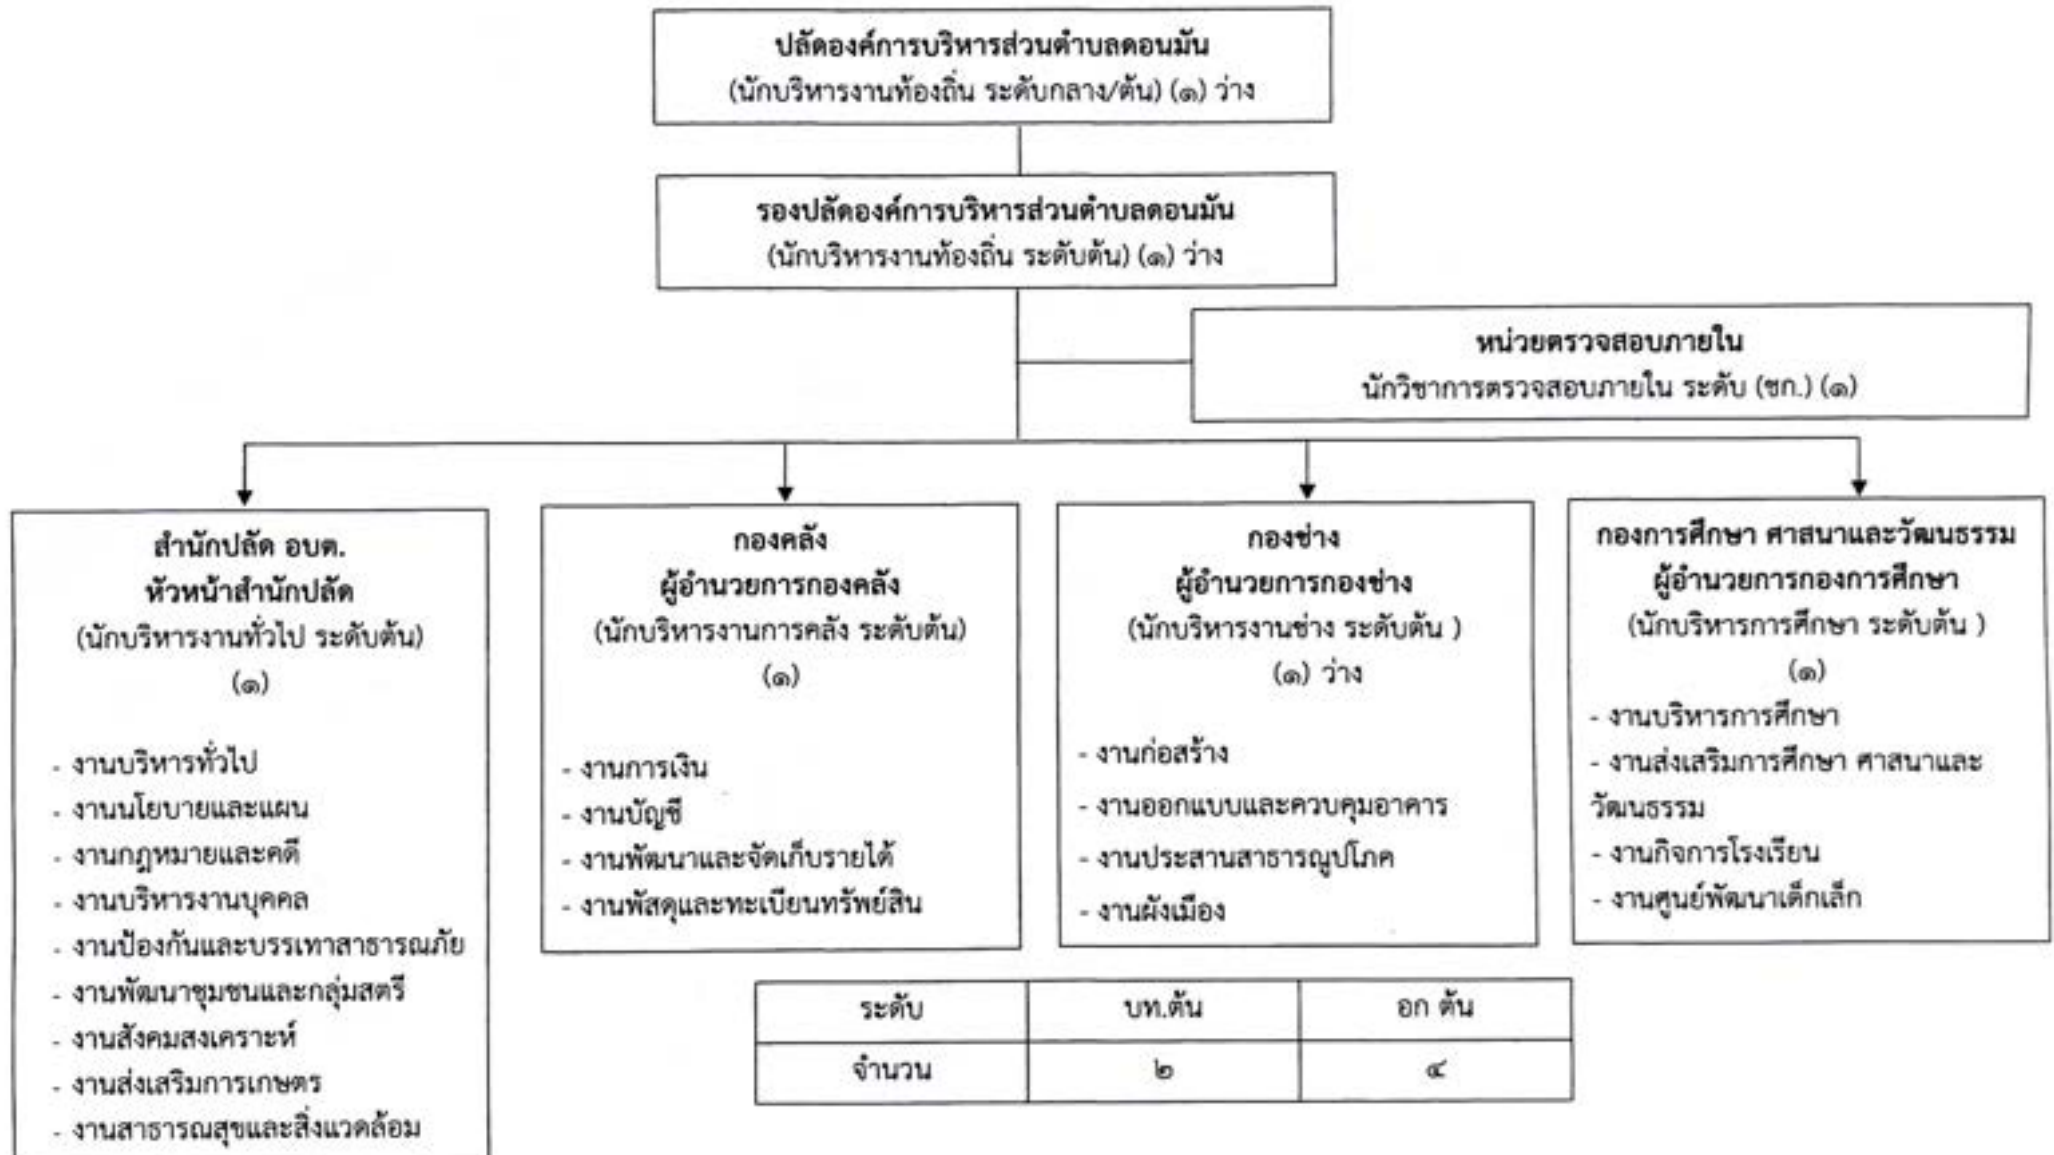 ปลัดองค์การบริหารส่วนตำบลดอนมัน
(นักบริหารงานท้องถิ่น ระดับกลาง/ต้น) (๑) ว่าง
รองปลัดองค์การบริหารส่วนตำบลดอนมัน
(นักบริหารงานท้องถิ่น ระดับต้น) (๑) ว่าง
หน่วยตรวจสอบภายใน
นักวิชาการตรวจสอบภายใน ระดับ (ชก.) (๑)
สำนักปลัด อบต.
หัวหน้าสำนักปลัด
(นักบริหารงานทั่วไป ระดับต้น)
(๑)
- งานบริหารทั่วไป
- งานนโยบายและแผน
- งานกฎหมายและคดี
- งานบริหารงานบุคคล
- งานป้องกันและบรรเทาสาธารณภัย
- งานพัฒนาชุมชนและกลุ่มสตรี
- งานสังคมสงเคราะห์
- งานส่งเสริมการเกษตร
- งานสาธารณสุขและสิ่งแวดล้อม
กองคลัง
ผู้อำนวยการกองคลัง
(นักบริหารงานการคลัง ระดับต้น)
(๑)
- งานการเงิน
- งานบัญชี
- งานพัฒนาและจัดเก็บรายได้
- งานพัสดุและทะเบียนทรัพย์สิน
กองช่าง
ผู้อำนวยการกองช่าง
(นักบริหารงานช่าง ระดับต้น )
(๑) ว่าง
- งานก่อสร้าง
- งานออกแบบและควบคุมอาคาร
- งานประสานสาธารณูปโภค
- งานผังเมือง
กองการศึกษา ศาสนาและวัฒนธรรม
ผู้อำนวยการกองการศึกษา
(นักบริหารการศึกษา ระดับต้น )
(๑)
- งานบริหารการศึกษา
- งานส่งเสริมการศึกษา ศาสนาและ
วัฒนธรรม
- งานกิจการโรงเรียน
- งานศูนย์พัฒนาเด็กเล็ก
ระดับ บท.ต้น อก ต้น
จำนวน ๒ ๔